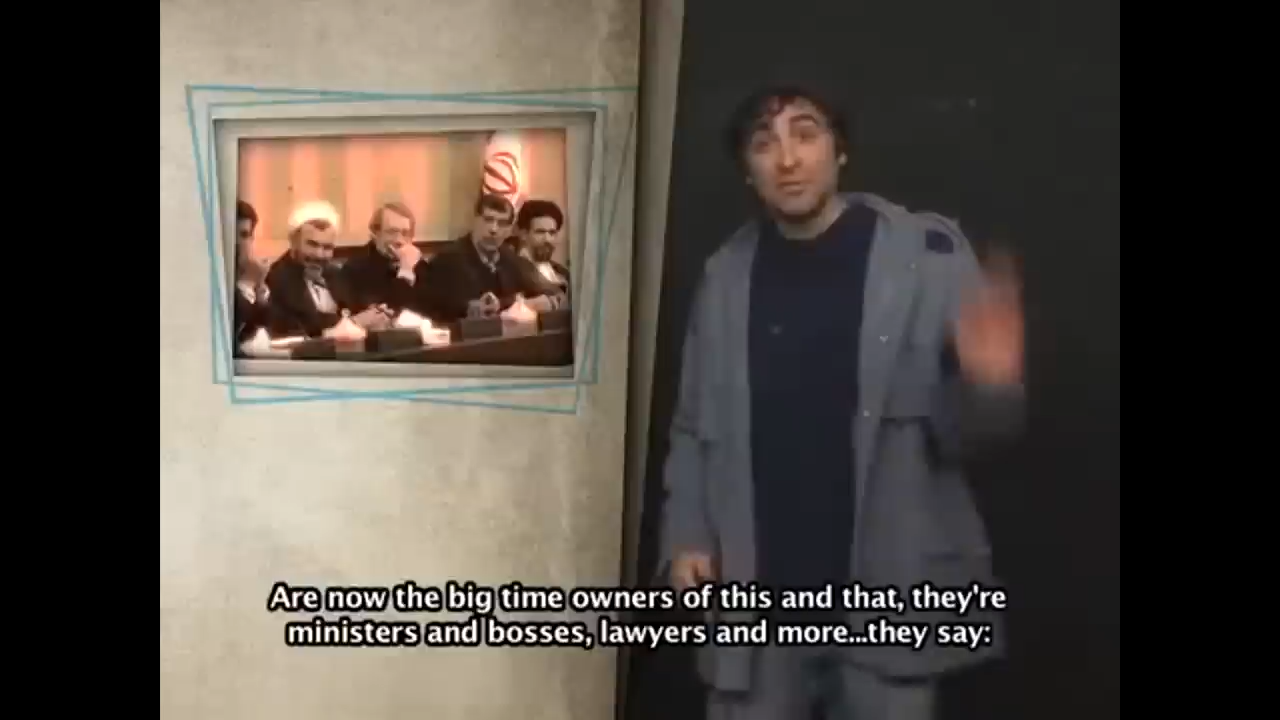 Are now the big time owners of this and that, they're
ministers and bosses, lawyers and more...they say: